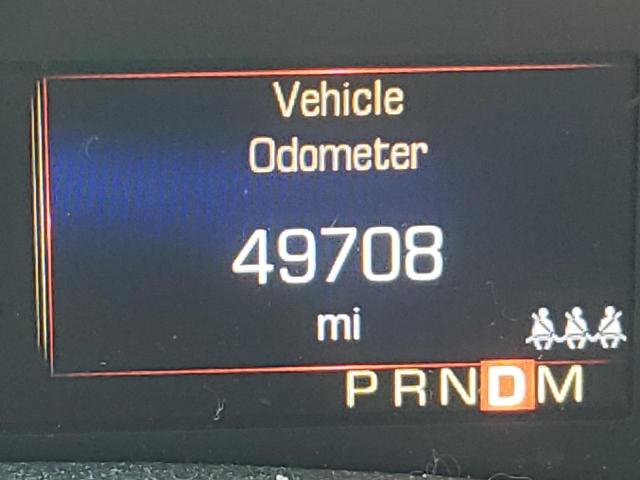 Vehicle
Odometer
49708
mi
PRNDM